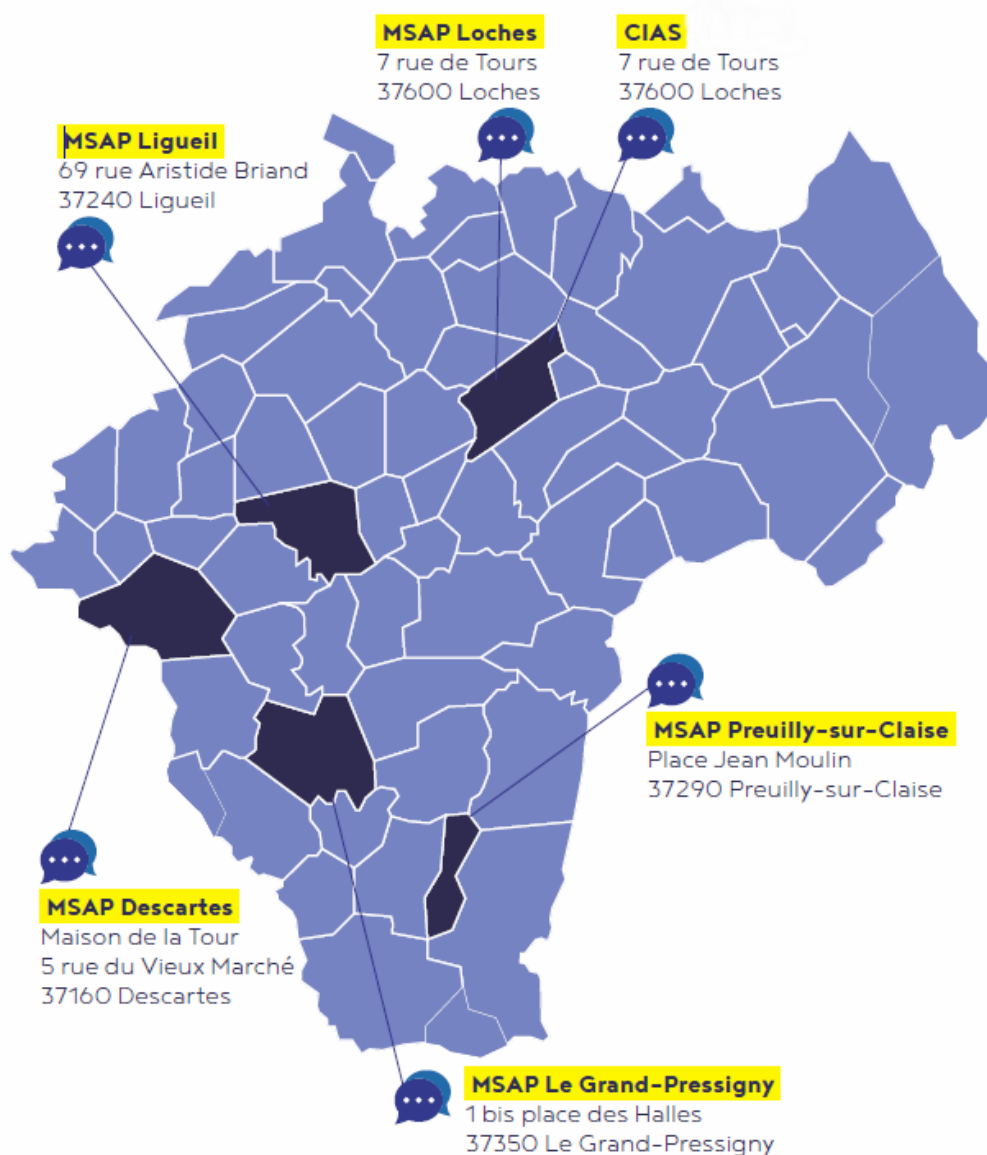 MSAP Loches
7 rue de Tours
37600 Loches
CIAS
7 rue de Tours
37600 Loches
MSAP Ligueil
69 rue Aristide Briand
37240 Ligueil
MSAP Preuilly-sur-Claise
Place Jean Moulin
37290 Preuilly-sur-Claise
MSAP Descartes
Maison de la Tour
5 rue du Vieux Marché
37160 Descartes
MSAP Le Grand-Pressigny
1 bis place des Halles
37350 Le Grand-Pressigny